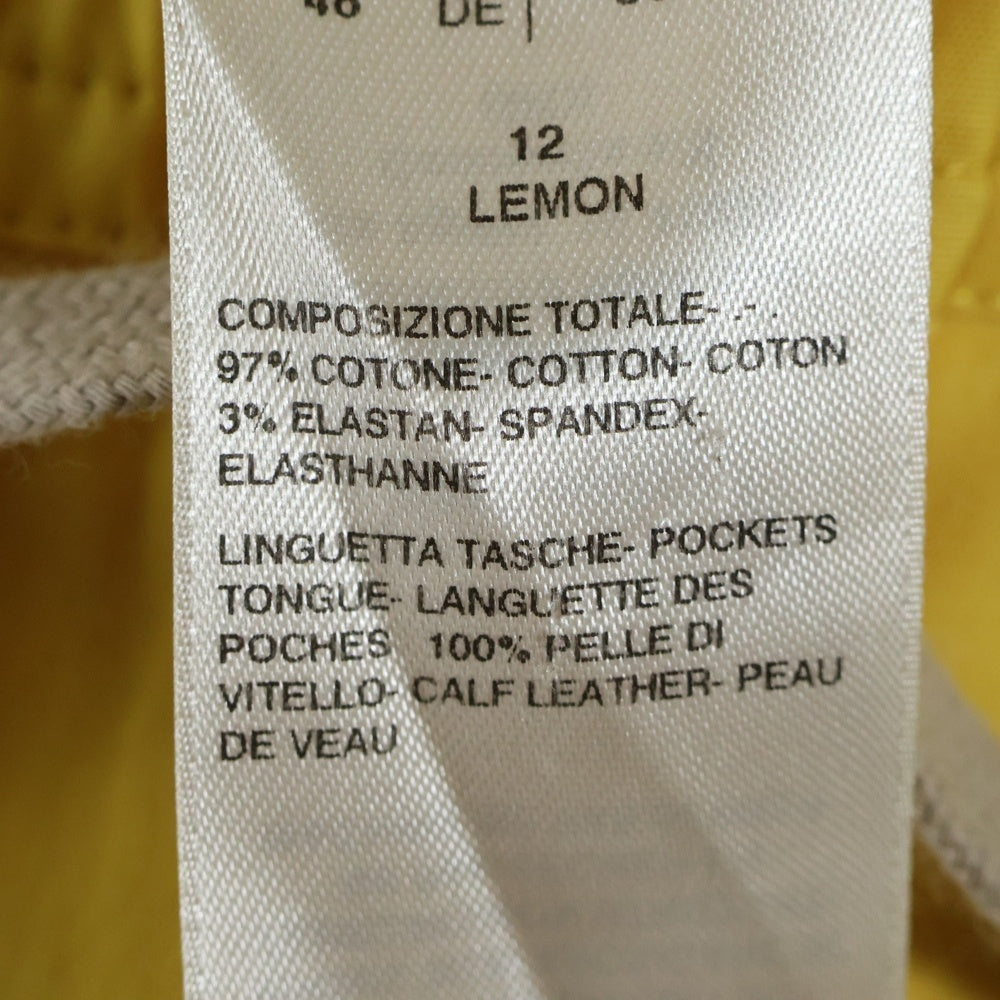 46 DE |
12
LEMON
COMPOSIZIONE TOTALE- .-.
97% COTONE- COTTON- COTON
3% ELASTAN- SPANDEX-
ELASTHANNE
LINGUETTA TASCHE- POCKETS
TONGUE- LANGUETTE DES
POCHES 100% PELLE DI
VITELLO- CALF LEATHER- PEAU
DE VEAU